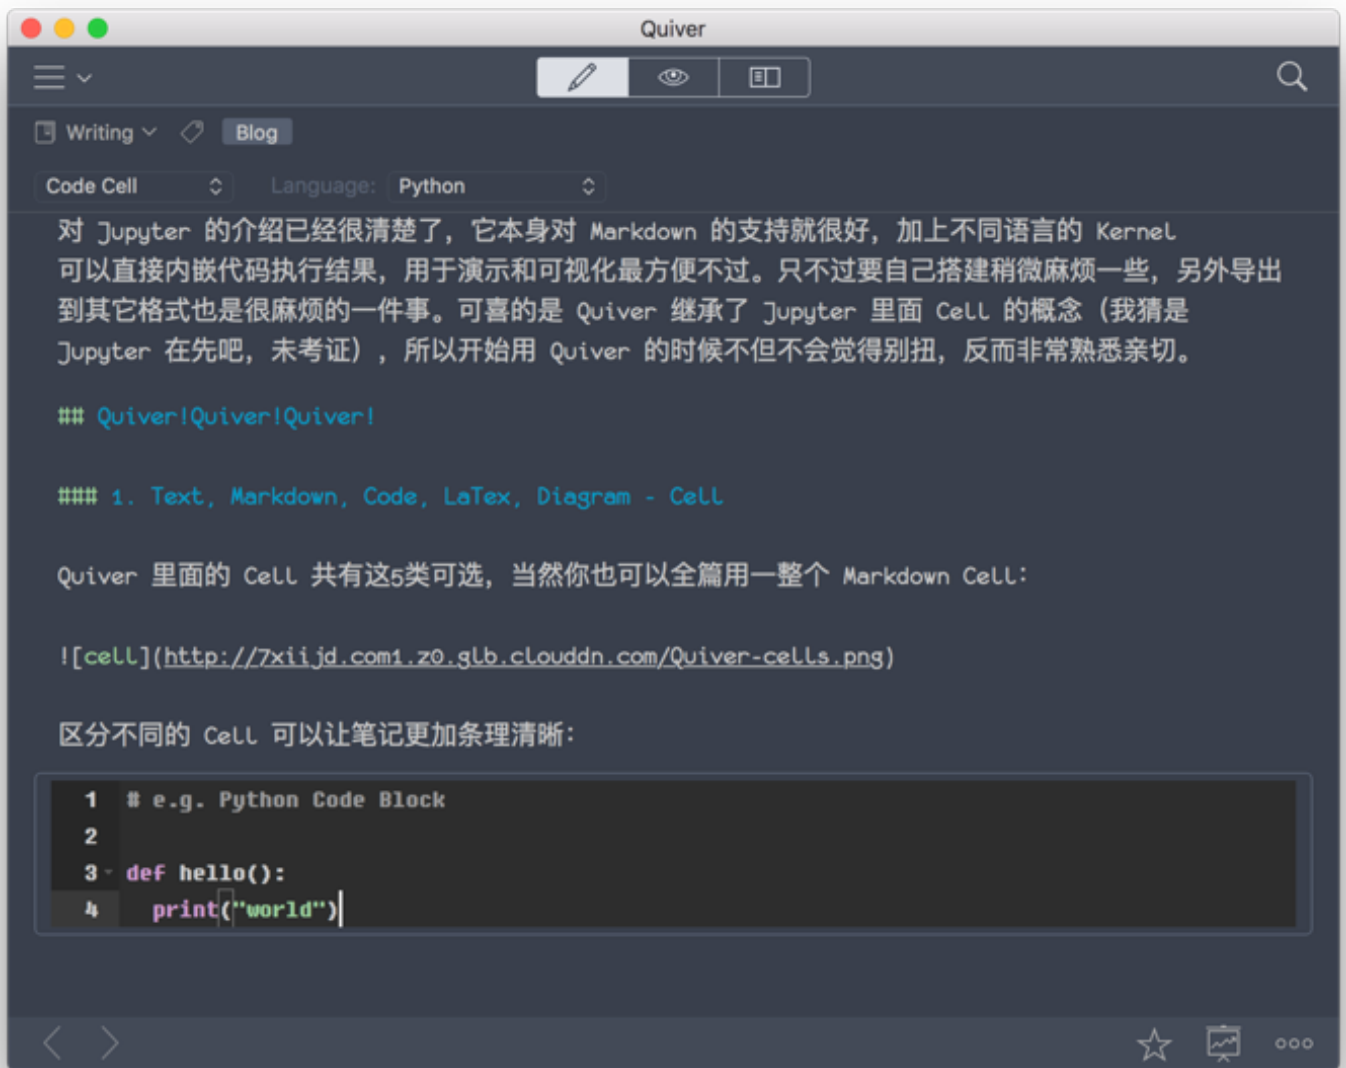 Quiver
Writing Blog
Code Cell Language: Python
对 Jupyter 的介绍已经很清楚了，它本身对 Markdown 的支持就很好，加上不同语言的 Kernel
可以直接内嵌代码执行结果，用于演示和可视化最方便不过。只不过要自己搭建稍微麻烦一些，另外导出
到其它格式也是很麻烦的一件事。可喜的是 Quiver 继承了 Jupyter 里面 Cell 的概念（我猜是
Jupyter 在先吧，未考证），所以开始用 Quiver 的时候不但不会觉得别扭，反而非常熟悉亲切。
## Quiver!Quiver!Quiver!
### 1. Text, Markdown, Code, LaTex, Diagram - Cell
Quiver 里面的 Cell 共有这5类可选，当然你也可以全篇用一整个 Markdown Cell：
![cell](http://7xiijd.com1.z0.glb.clouddn.com/Quiver-cells.png)
区分不同的 Cell 可以让笔记更加条理清晰：
1 # e.g. Python Code Block
2
3 def hello():
4 print("world")